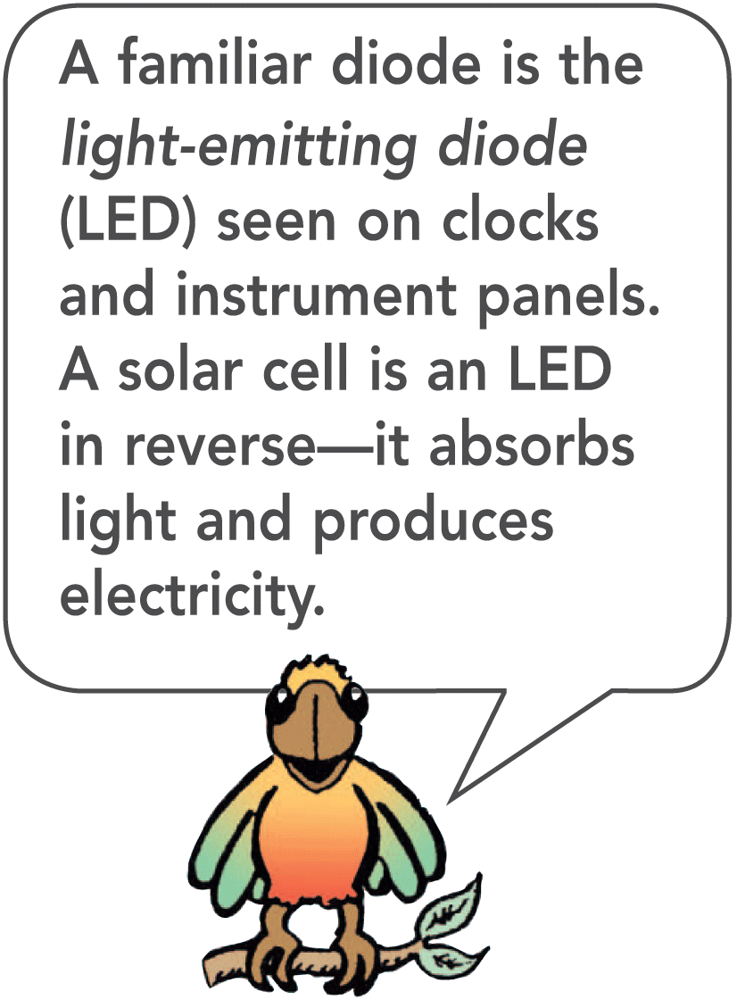 A familiar diode is the
light-emitting diode
(LED) seen on clocks
and instrument panels.
A solar cell is an LED
in reverse—it absorbs
light and produces
electricity.